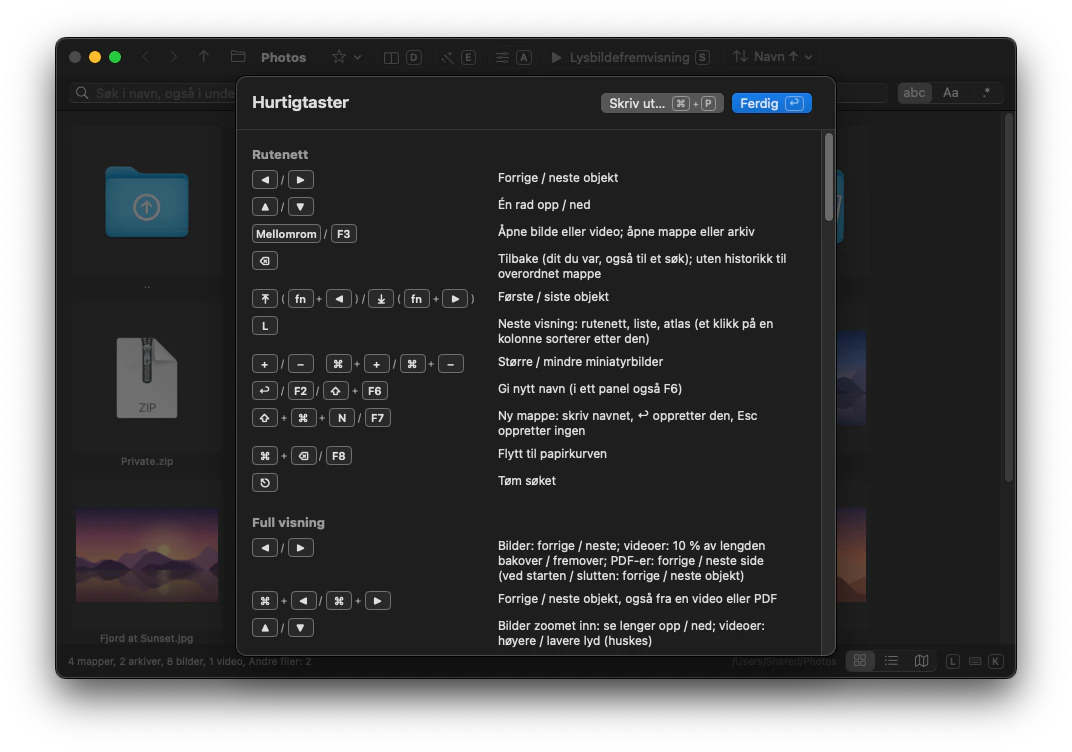 Photos
D
E
A
Lysbildefremvisning S
Navn ↑
Søk i navn, også i unde
abc Aa .*
Hurtigtaster
Skriv ut... ⌘ + P
Ferdig ↩
Rutenett
◀ / ▶ Forrige / neste objekt
▲ / ▼ Én rad opp / ned
Mellomrom / F3 Åpne bilde eller video; åpne mappe eller arkiv
⌫ Tilbake (dit du var, også til et søk); uten historikk til
overordnet mappe
⤒ ( fn + ◀ ) / ⤓ ( fn + ▶ ) Første / siste objekt
L Neste visning: rutenett, liste, atlas (et klikk på en
kolonne sorterer etter den)
+ / − ⌘ + + / ⌘ + − Større / mindre miniatyrbilder
↩ / F2 / ⇧ + F6 Gi nytt navn (i ett panel også F6)
⇧ + ⌘ + N / F7 Ny mappe: skriv navnet, ↩ oppretter den, Esc
oppretter ingen
⌘ + ⌫ / F8 Flytt til papirkurven
⎋ Tøm søket
Full visning
◀ / ▶ Bilder: forrige / neste; videoer: 10 % av lengden
bakover / fremover; PDF-er: forrige / neste side
(ved starten / slutten: forrige / neste objekt)
⌘ + ◀ / ⌘ + ▶ Forrige / neste objekt, også fra en video eller PDF
▲ / ▼ Bilder zoomet inn: se lenger opp / ned; videoer:
høyere / lavere lyd (huskes)
..
ZIP
Private.zip
Fjord at Sunset.jpg
4 mapper, 2 arkiver, 8 bilder, 1 video, Andre filer: 2
/Users/Shared/Photos
L
K